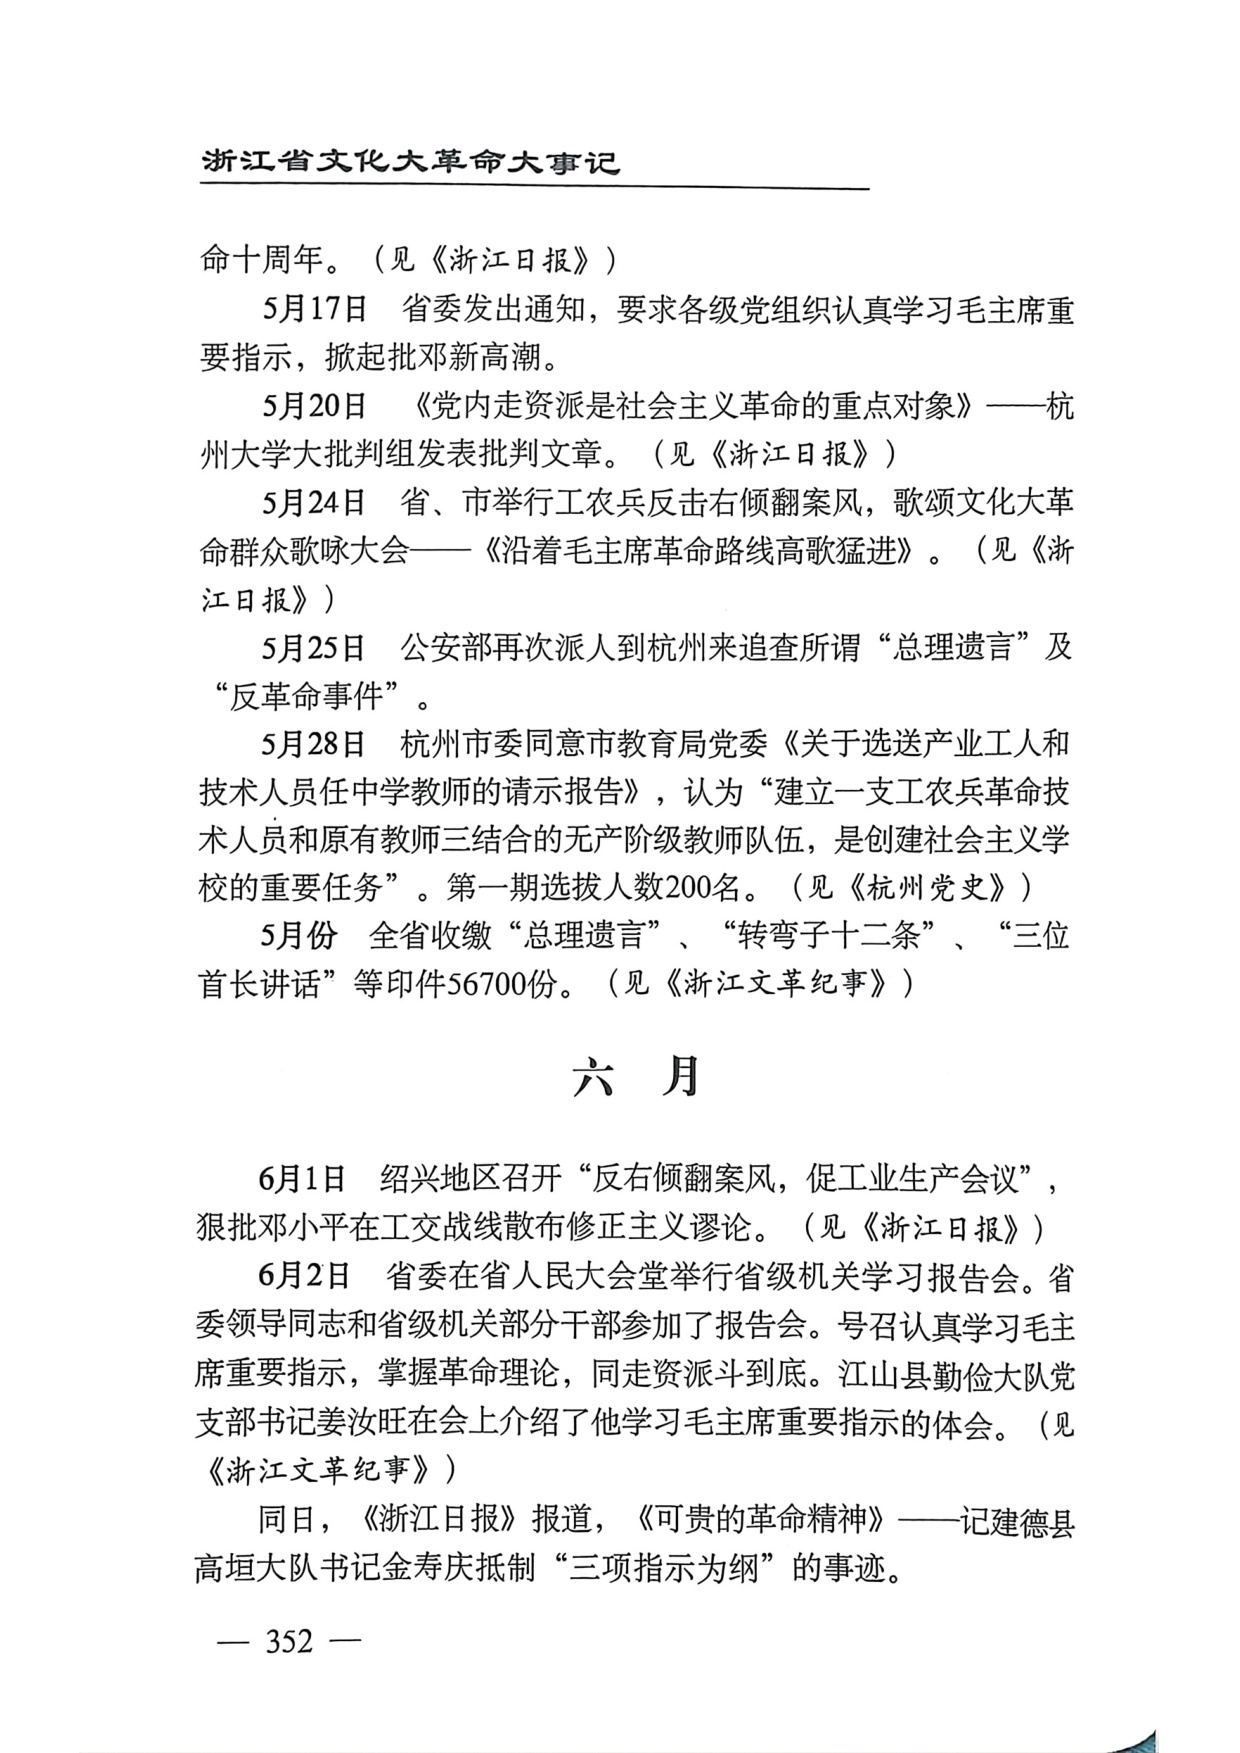 浙江省文化大革命大事记
命十周年。（见《浙江日报》）
5月17日　省委发出通知，要求各级党组织认真学习毛主席重
要指示，掀起批邓新高潮。
5月20日　《党内走资派是社会主义革命的重点对象》——杭
州大学大批判组发表批判文章。（见《浙江日报》）
5月24日　省、市举行工农兵反击右倾翻案风，歌颂文化大革
命群众歌咏大会——《沿着毛主席革命路线高歌猛进》。（见《浙
江日报》）
5月25日　公安部再次派人到杭州来追查所谓“总理遗言”及
“反革命事件”。
5月28日　杭州市委同意市教育局党委《关于选送产业工人和
技术人员任中学教师的请示报告》，认为“建立一支工农兵革命技
术人员和原有教师三结合的无产阶级教师队伍，是创建社会主义学
校的重要任务”。第一期选拔人数200名。（见《杭州党史》）
5月份　全省收缴“总理遗言”、“转弯子十二条”、“三位
首长讲话”等印件56700份。（见《浙江文革纪事》）
六　月
6月1日　绍兴地区召开“反右倾翻案风，促工业生产会议”，
狠批邓小平在工交战线散布修正主义谬论。（见《浙江日报》）
6月2日　省委在省人民大会堂举行省级机关学习报告会。省
委领导同志和省级机关部分干部参加了报告会。号召认真学习毛主
席重要指示，掌握革命理论，同走资派斗到底。江山县勤俭大队党
支部书记姜汝旺在会上介绍了他学习毛主席重要指示的体会。（见
《浙江文革纪事》）
同日，《浙江日报》报道，《可贵的革命精神》——记建德县
高垣大队书记金寿庆抵制“三项指示为纲”的事迹。
— 352 —